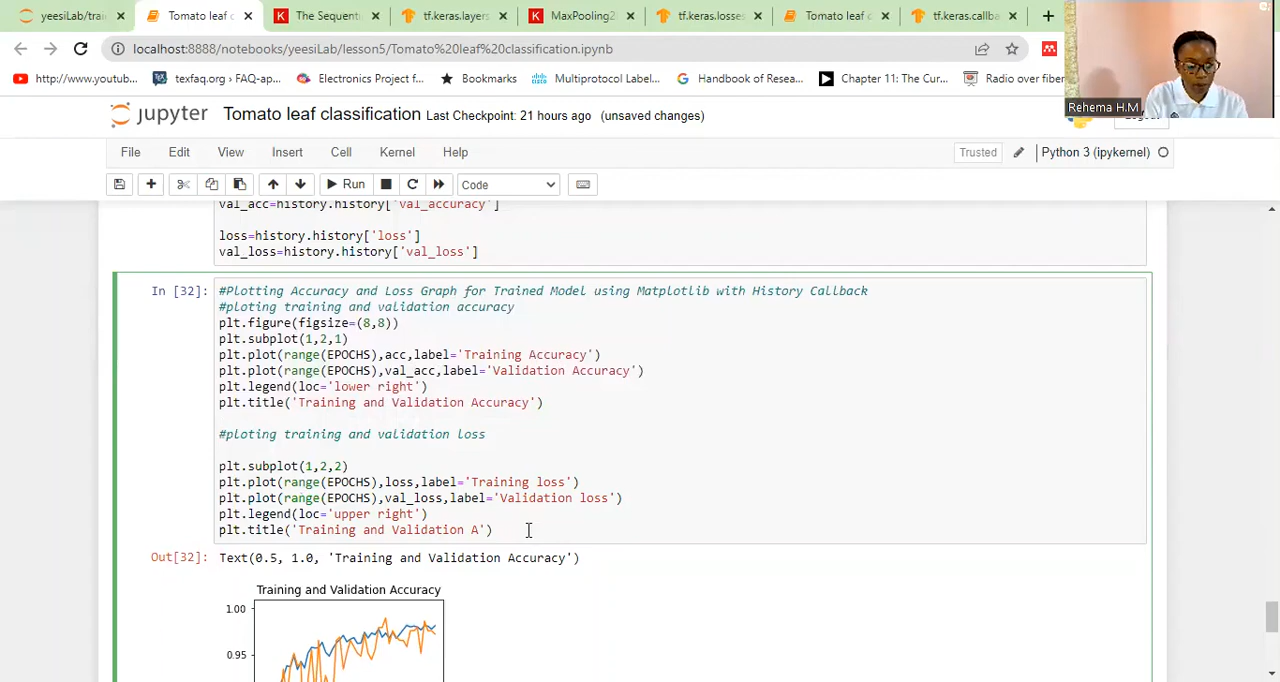 yeesiLab/trai
Tomato leaf c
The Sequenti
tf.keras.layers
MaxPooling2
tf.keras.losses
Tomato leaf c
tf.keras.callba
localhost:8888/notebooks/yeesiLab/lesson5/Tomato%20leaf%20classification.ipynb
http://www.youtub...
texfaq.org › FAQ-ap...
Electronics Project f...
Bookmarks
Multiprotocol Label...
Handbook of Resea...
Chapter 11: The Cur...
Radio over fiber
Rehema H.M
jupyter Tomato leaf classification Last Checkpoint: 21 hours ago (unsaved changes)
File Edit View Insert Cell Kernel Help
Trusted Python 3 (ipykernel)
Run Code
val_acc=history.history['val_accuracy']
loss=history.history['loss']
val_loss=history.history['val_loss']
In [32]:
#Plotting Accuracy and Loss Graph for Trained Model using Matplotlib with History Callback
#ploting training and validation accuracy
plt.figure(figsize=(8,8))
plt.subplot(1,2,1)
plt.plot(range(EPOCHS),acc,label='Training Accuracy')
plt.plot(range(EPOCHS),val_acc,label='Validation Accuracy')
plt.legend(loc='lower right')
plt.title('Training and Validation Accuracy')
#ploting training and validation loss
plt.subplot(1,2,2)
plt.plot(range(EPOCHS),loss,label='Training loss')
plt.plot(range(EPOCHS),val_loss,label='Validation loss')
plt.legend(loc='upper right')
plt.title('Training and Validation A')
Out[32]: Text(0.5, 1.0, 'Training and Validation Accuracy')
Training and Validation Accuracy
1.00
0.95